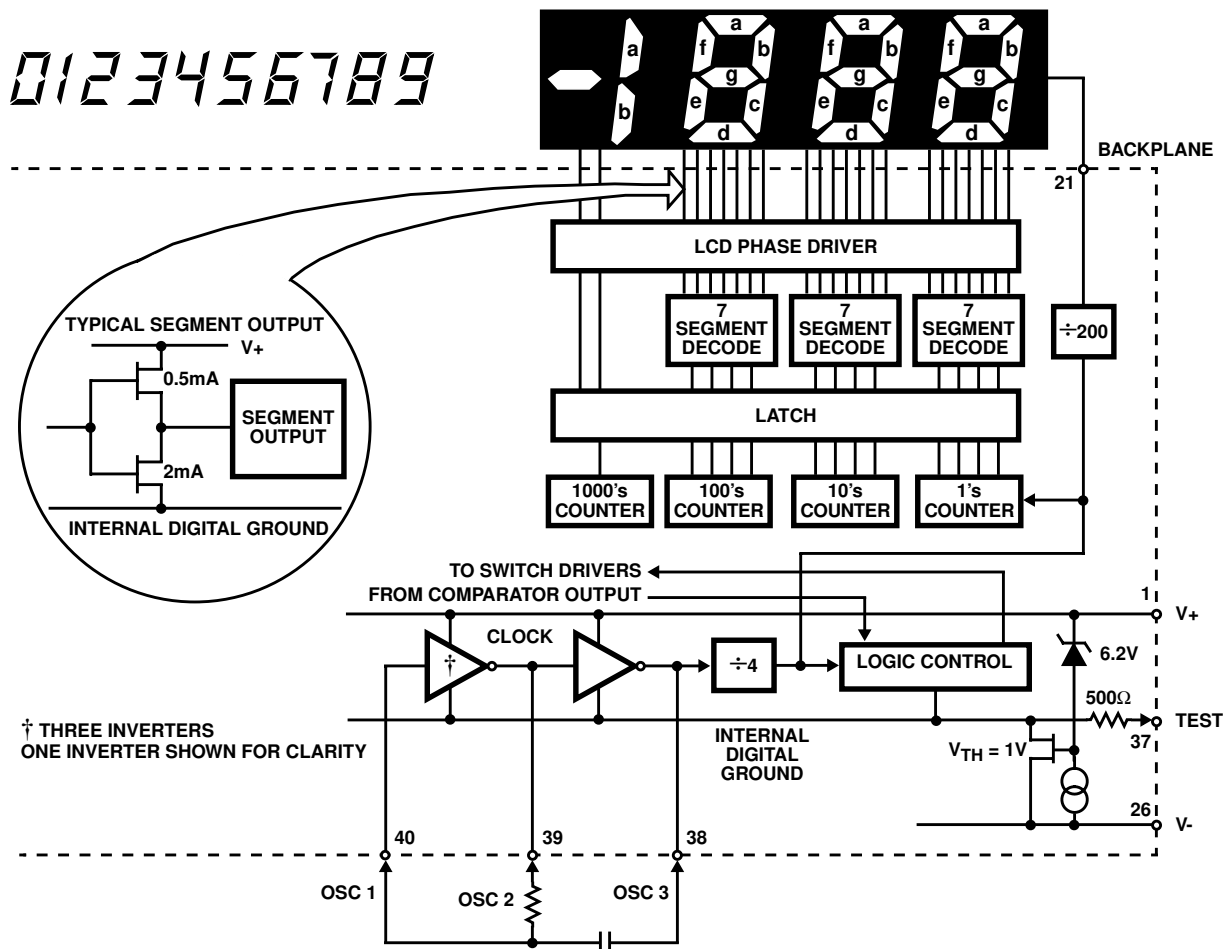 0123456789
a
b
a
f
b
g
e
c
d
a
f
b
g
e
c
d
a
f
b
g
e
c
d
BACKPLANE
21
LCD PHASE DRIVER
TYPICAL SEGMENT OUTPUT
V+
0.5mA
SEGMENT
OUTPUT
2mA
INTERNAL DIGITAL GROUND
7
SEGMENT
DECODE
7
SEGMENT
DECODE
7
SEGMENT
DECODE
÷200
LATCH
1000's
COUNTER
100's
COUNTER
10's
COUNTER
1's
COUNTER
TO SWITCH DRIVERS
FROM COMPARATOR OUTPUT
1
V+
CLOCK
†
÷4
LOGIC CONTROL
6.2V
500Ω
TEST
37
† THREE INVERTERS
ONE INVERTER SHOWN FOR CLARITY
INTERNAL
DIGITAL
GROUND
VTH = 1V
26
V-
40
39
38
OSC 1
OSC 2
OSC 3